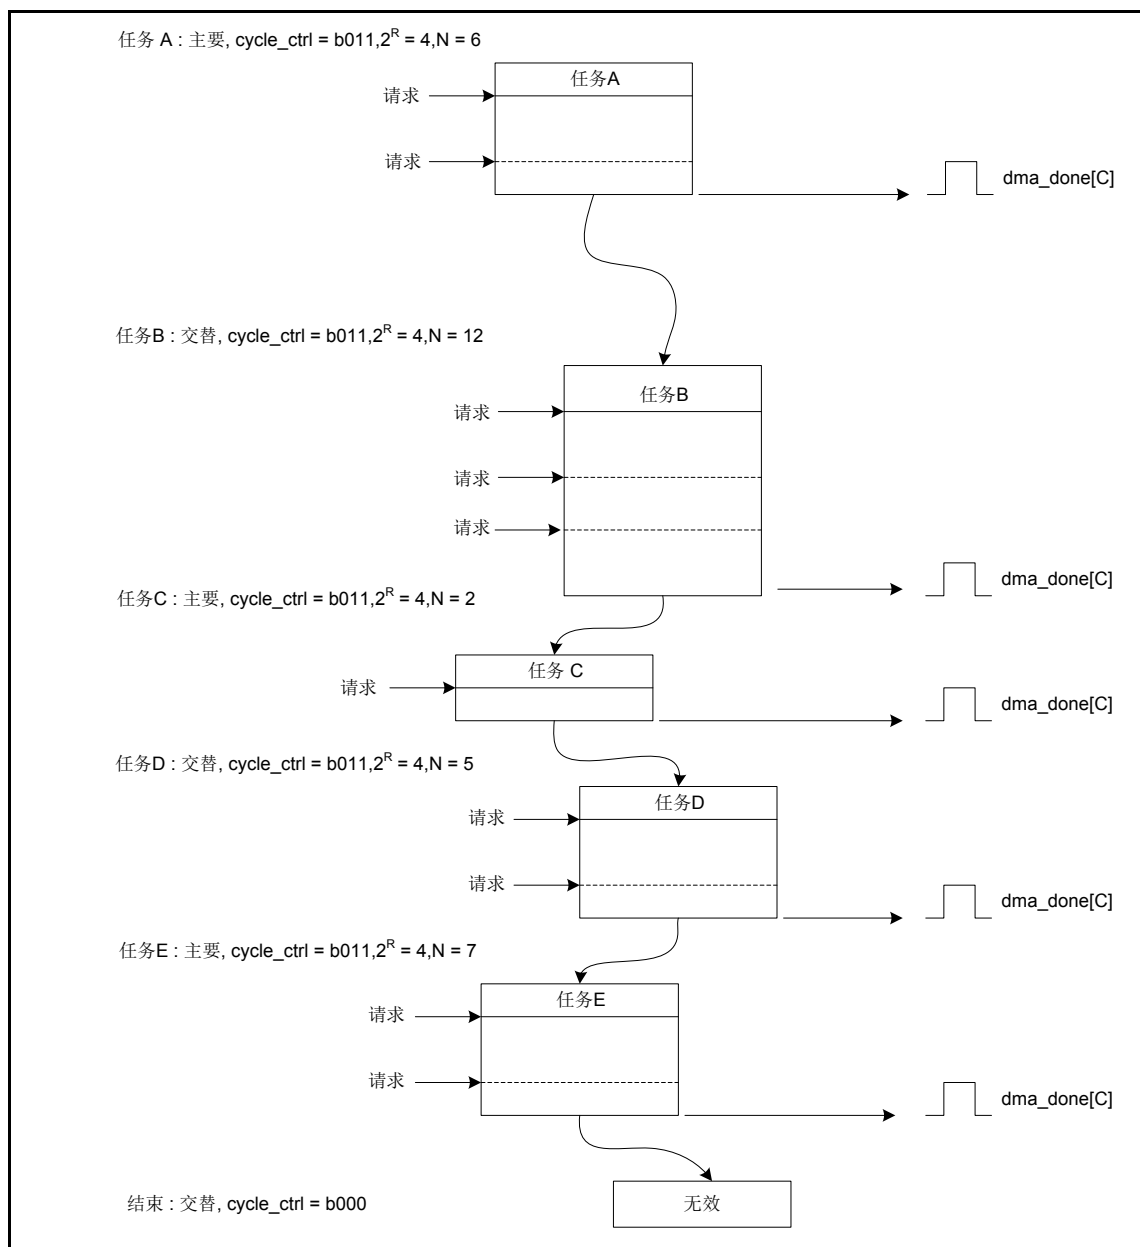 任务 A : 主要, cycle_ctrl = b011,2^R = 4,N = 6
任务A
请求
请求
dma_done[C]
任务B : 交替, cycle_ctrl = b011,2^R = 4,N = 12
任务B
请求
请求
请求
dma_done[C]
任务C : 主要, cycle_ctrl = b011,2^R = 4,N = 2
任务 C
请求
dma_done[C]
任务D : 交替, cycle_ctrl = b011,2^R = 4,N = 5
任务D
请求
请求
dma_done[C]
任务E : 主要, cycle_ctrl = b011,2^R = 4,N = 7
任务E
请求
请求
dma_done[C]
结束 : 交替, cycle_ctrl = b000
无效